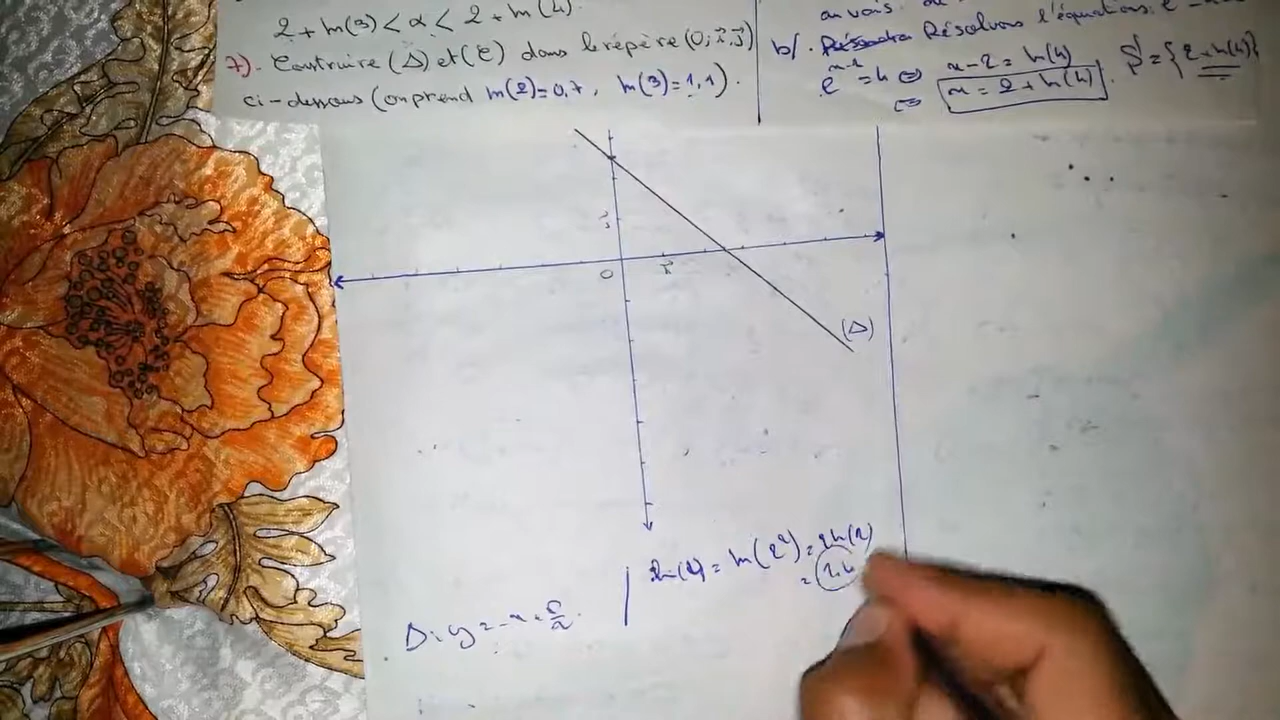 2 + ln(3) < α < 2 + ln(4).
7). Construire (Δ) et (C) dans le repère (O; i⃗, j⃗)
ci-dessous (on prend ln(2)=0,7, ln(3)=1,1).
b/. Résolvons l'équation:
e^{x-2} = 4 ⇔ x-2 = ln(4)
⇔ x = 2 + ln(4). S = {2+ln(4)}
j⃗
O
i⃗
(Δ)
ln(4) = ln(2²) = 2ln(2)
= 1,4
Δ: y = -x + 5/2.